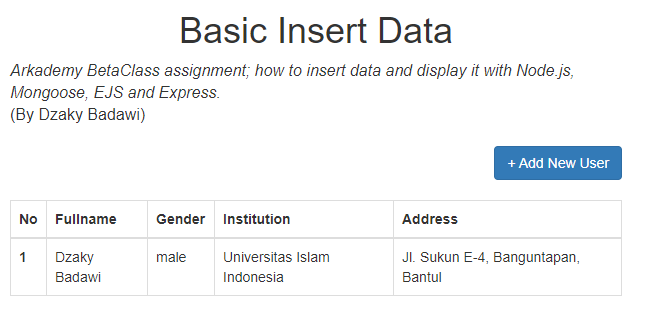 Basic Insert Data
Arkademy BetaClass assignment; how to insert data and display it with Node.js,
Mongoose, EJS and Express.
(By Dzaky Badawi)
+ Add New User
No Fullname Gender Institution Address
1 Dzaky Badawi male Universitas Islam Indonesia Jl. Sukun E-4, Banguntapan, Bantul